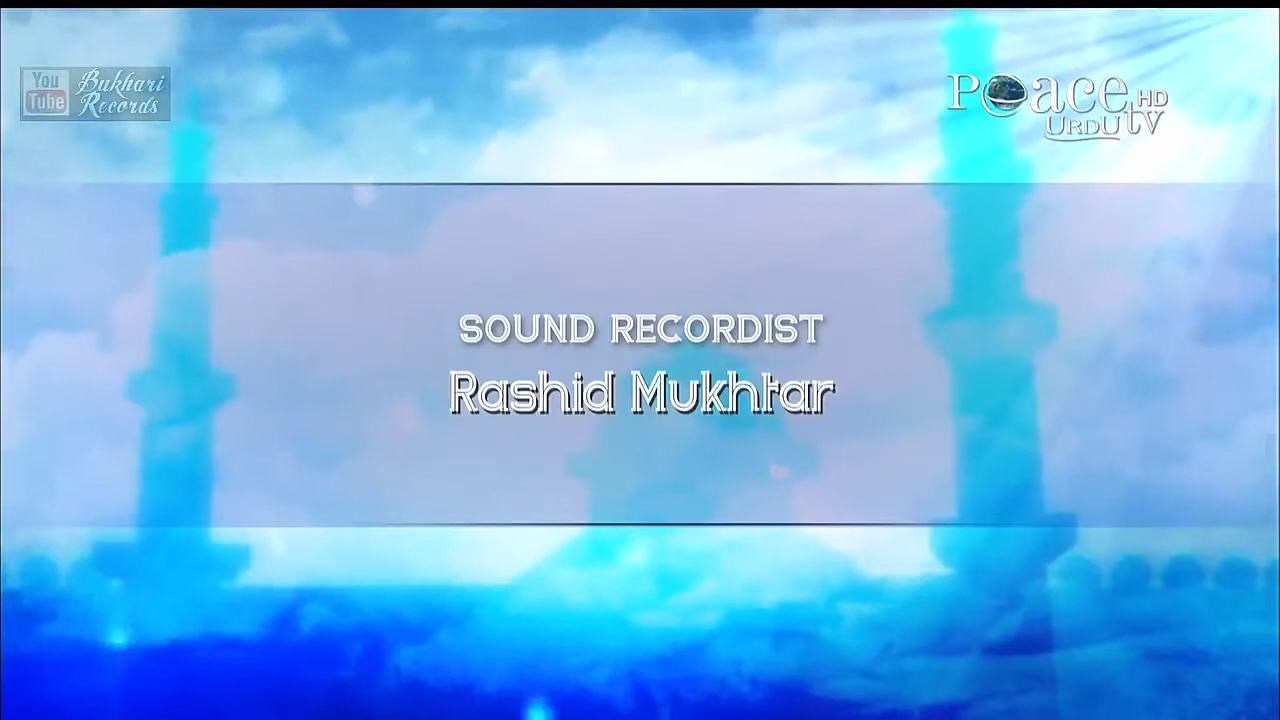 You Tube
Bukhari Records
Peace HD
URDU tv
SOUND RECORDIST
Rashid Mukhtar